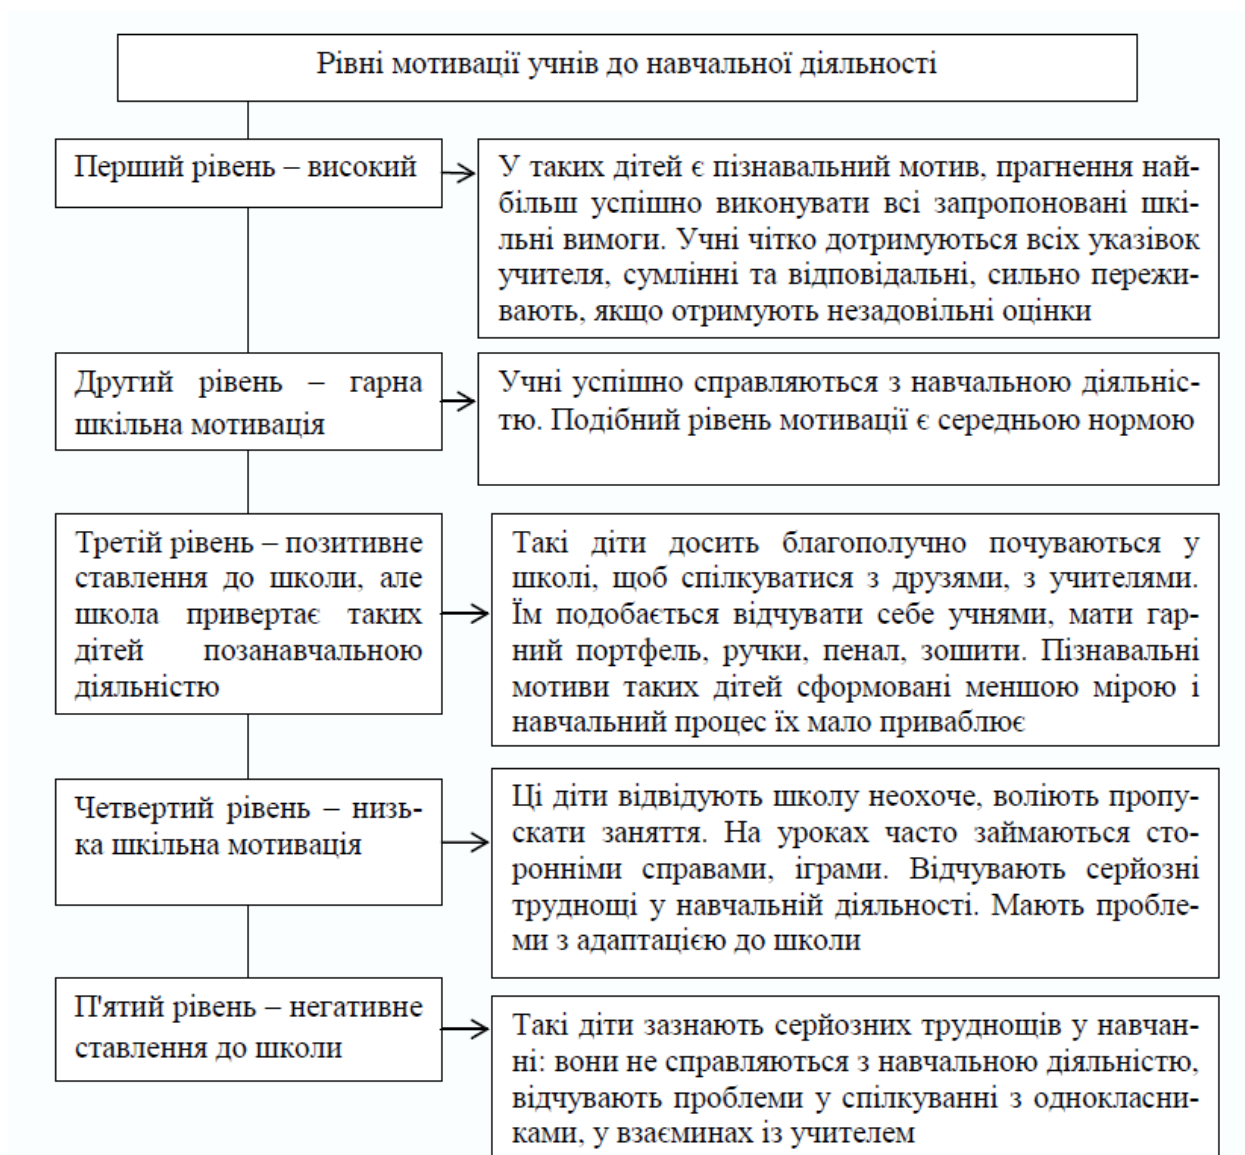 Рівні мотивації учнів до навчальної діяльності
Перший рівень – високий
У таких дітей є пізнавальний мотив, прагнення най-
більш успішно виконувати всі запропоновані шкі-
льні вимоги. Учні чітко дотримуються всіх указівок
учителя, сумлінні та відповідальні, сильно пережи-
вають, якщо отримують незадовільні оцінки
Другий рівень – гарна
шкільна мотивація
Учні успішно справляються з навчальною діяльніс-
тю. Подібний рівень мотивації є середньою нормою
Третій рівень – позитивне
ставлення до школи, але
школа привертає таких
дітей позанавчальною
діяльністю
Такі діти досить благополучно почуваються у
школі, щоб спілкуватися з друзями, з учителями.
Їм подобається відчувати себе учнями, мати гар-
ний портфель, ручки, пенал, зошити. Пізнавальні
мотиви таких дітей сформовані меншою мірою і
навчальний процес їх мало приваблює
Четвертий рівень – низь-
ка шкільна мотивація
Ці діти відвідують школу неохоче, воліють пропу-
скати заняття. На уроках часто займаються сто-
ронніми справами, іграми. Відчувають серйозні
труднощі у навчальній діяльності. Мають пробле-
ми з адаптацією до школи
П'ятий рівень – негативне
ставлення до школи
Такі діти зазнають серйозних труднощів у навчан-
ні: вони не справляються з навчальною діяльністю,
відчувають проблеми у спілкуванні з однокласни-
ками, у взаєминах із учителем